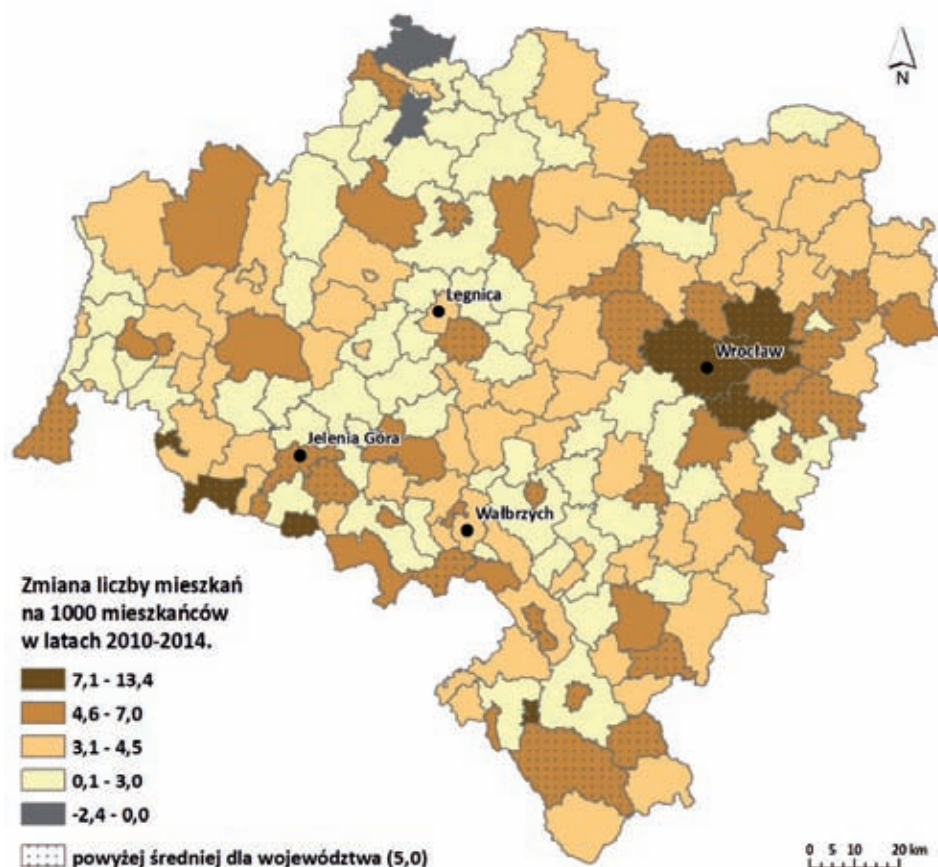 N
Legnica
Wrocław
Jelenia Góra
Wałbrzych
Zmiana liczby mieszkań
na 1000 mieszkańców
w latach 2010-2014.
7,1 - 13,4
4,6 - 7,0
3,1 - 4,5
0,1 - 3,0
-2,4 - 0,0
powyżej średniej dla województwa (5,0)
0 5 10 20 km